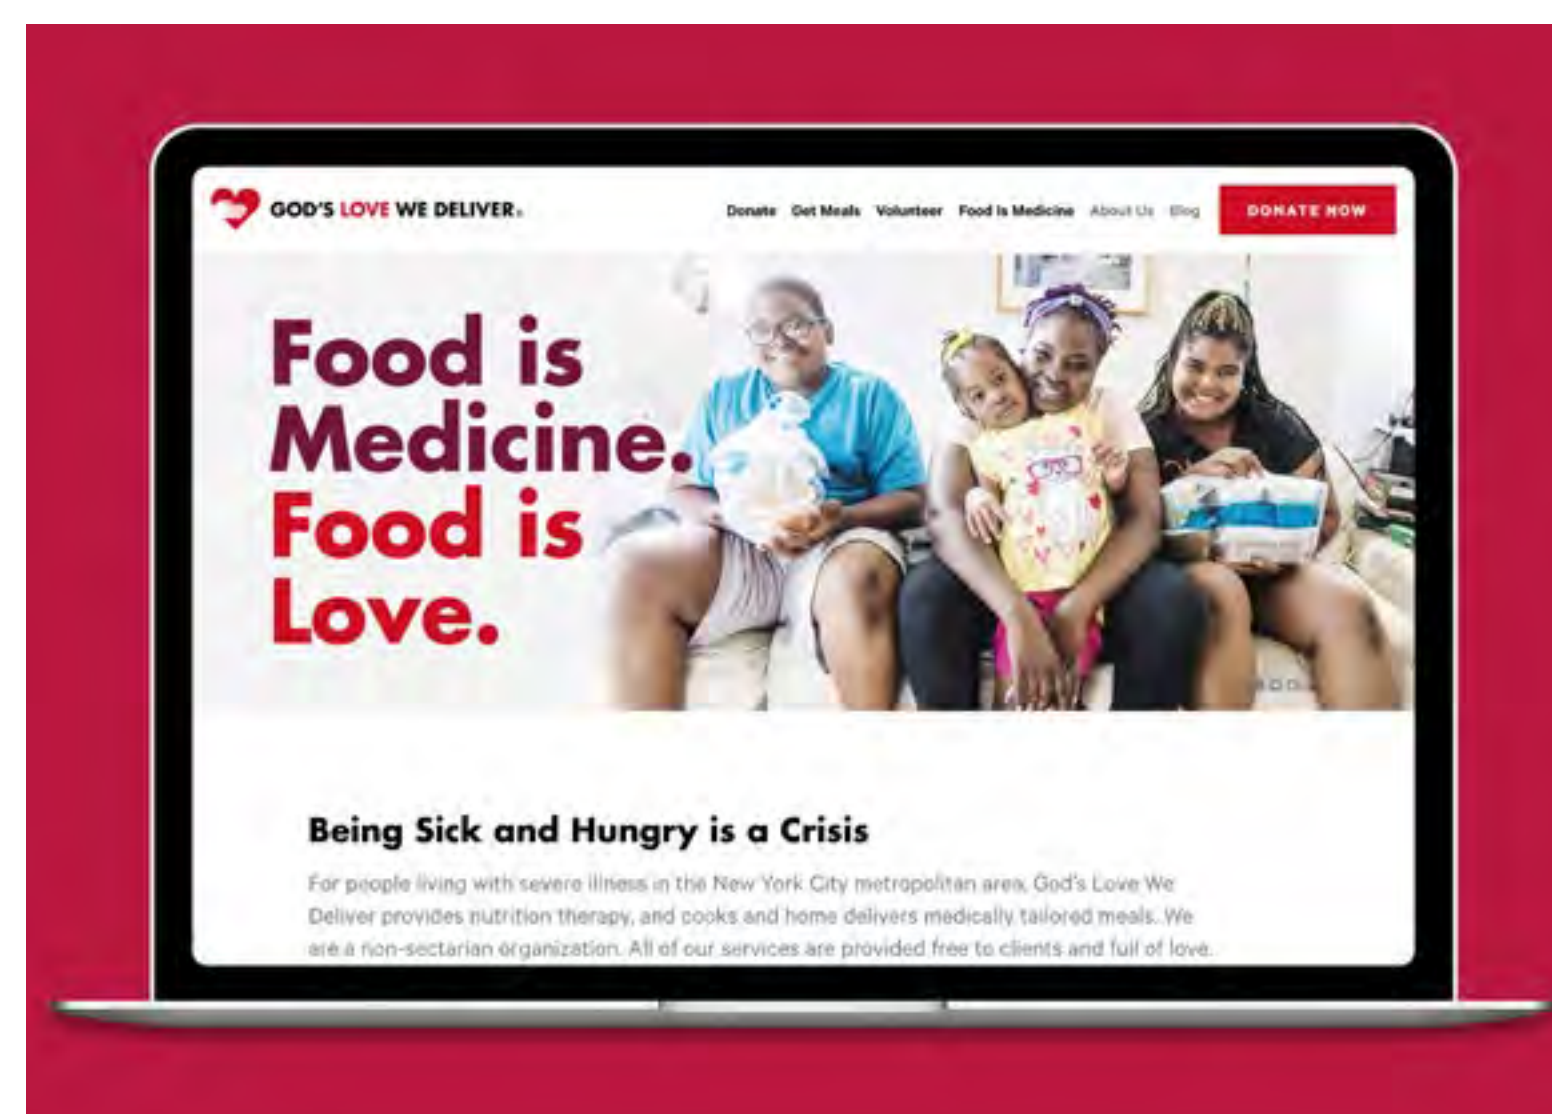 GOD'S LOVE WE DELIVER
Donate Get Meals Volunteer Food is Medicine About Us Blog
DONATE NOW
Food is
Medicine.
Food is
Love.
Being Sick and Hungry is a Crisis
For people living with severe illness in the New York City metropolitan area, God's Love We
Deliver provides nutrition therapy, and cooks and home delivers medically tailored meals. We
are a non-sectarian organization. All of our services are provided free to clients and full of love.